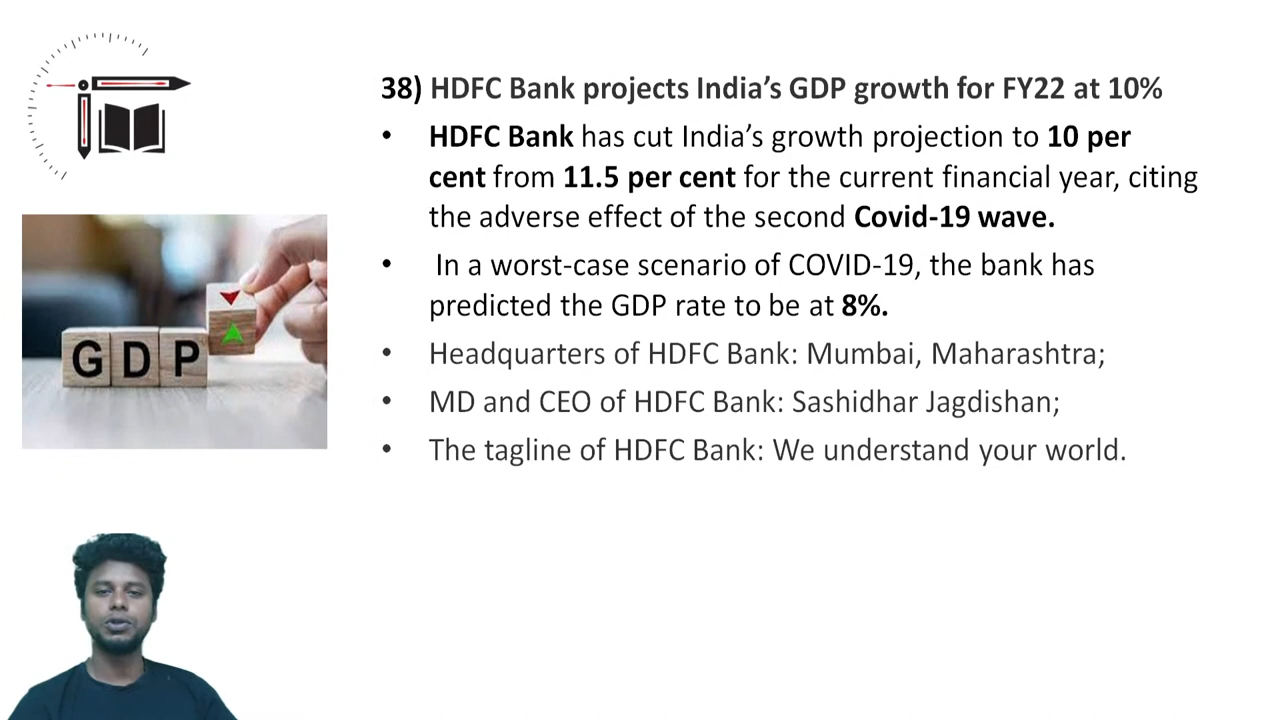 38) HDFC Bank projects India's GDP growth for FY22 at 10%
• HDFC Bank has cut India's growth projection to 10 per
cent from 11.5 per cent for the current financial year, citing
the adverse effect of the second Covid-19 wave.
• In a worst-case scenario of COVID-19, the bank has
predicted the GDP rate to be at 8%.
• Headquarters of HDFC Bank: Mumbai, Maharashtra;
• MD and CEO of HDFC Bank: Sashidhar Jagdishan;
• The tagline of HDFC Bank: We understand your world.
GDP